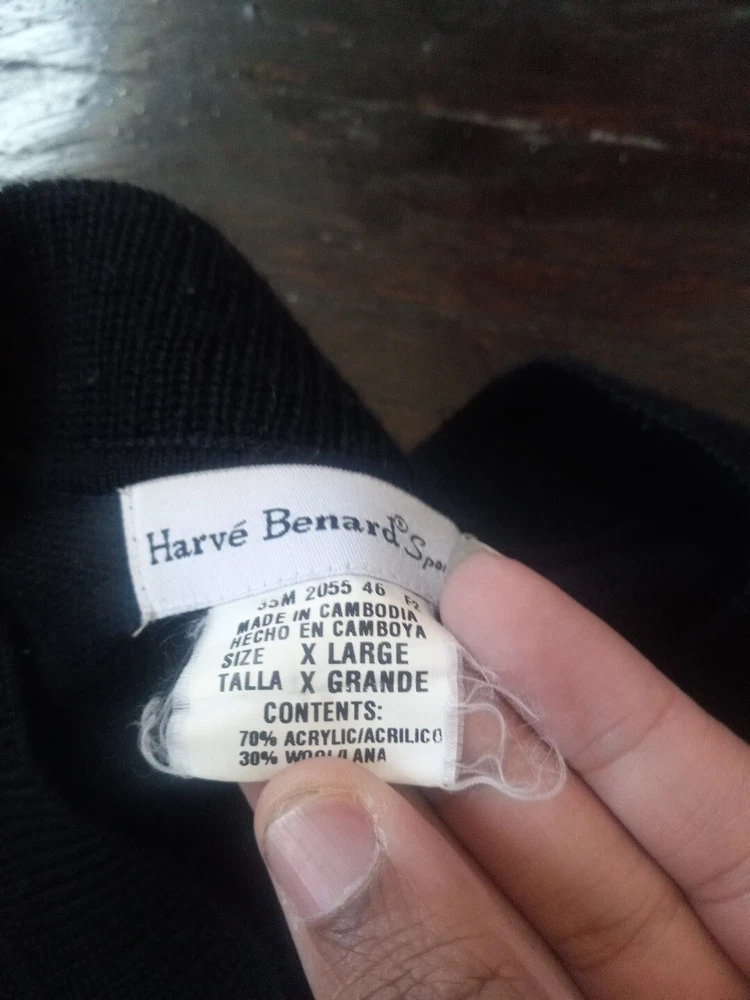 Harvé Benard®
35M 2055 46 F2
MADE IN CAMBODIA
HECHO EN CAMBOYA
SIZE X LARGE
TALLA X GRANDE
CONTENTS:
70% ACRYLIC/ACRILICO
30% WOOL/LANA